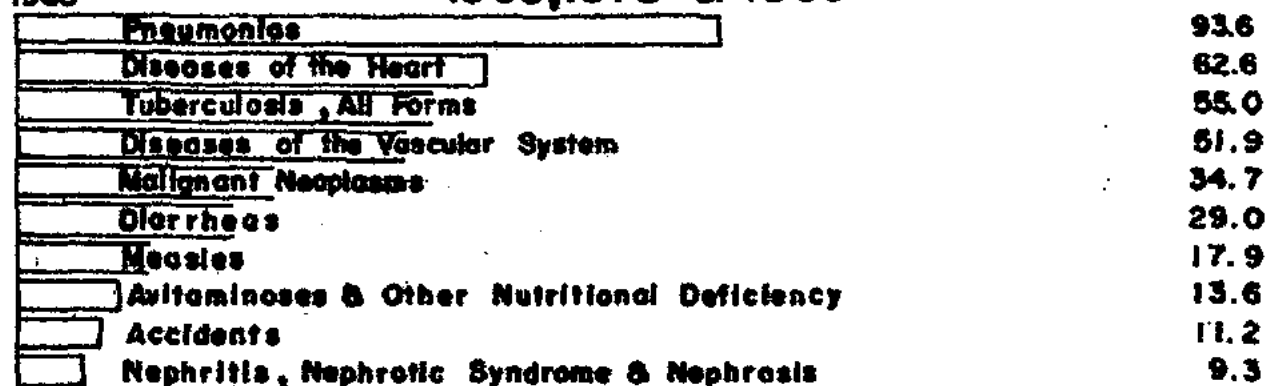 Pneumonias 93.6
Diseases of the Heart 62.6
Tuberculosis, All Forms 55.0
Diseases of the Vascular System 51.9
Malignant Neoplasms 34.7
Diarrheas 29.0
Measles 17.9
Avitaminoses & Other Nutritional Deficiency 13.6
Accidents 11.2
Nephritis, Nephrotic Syndrome & Nephrosis 9.3